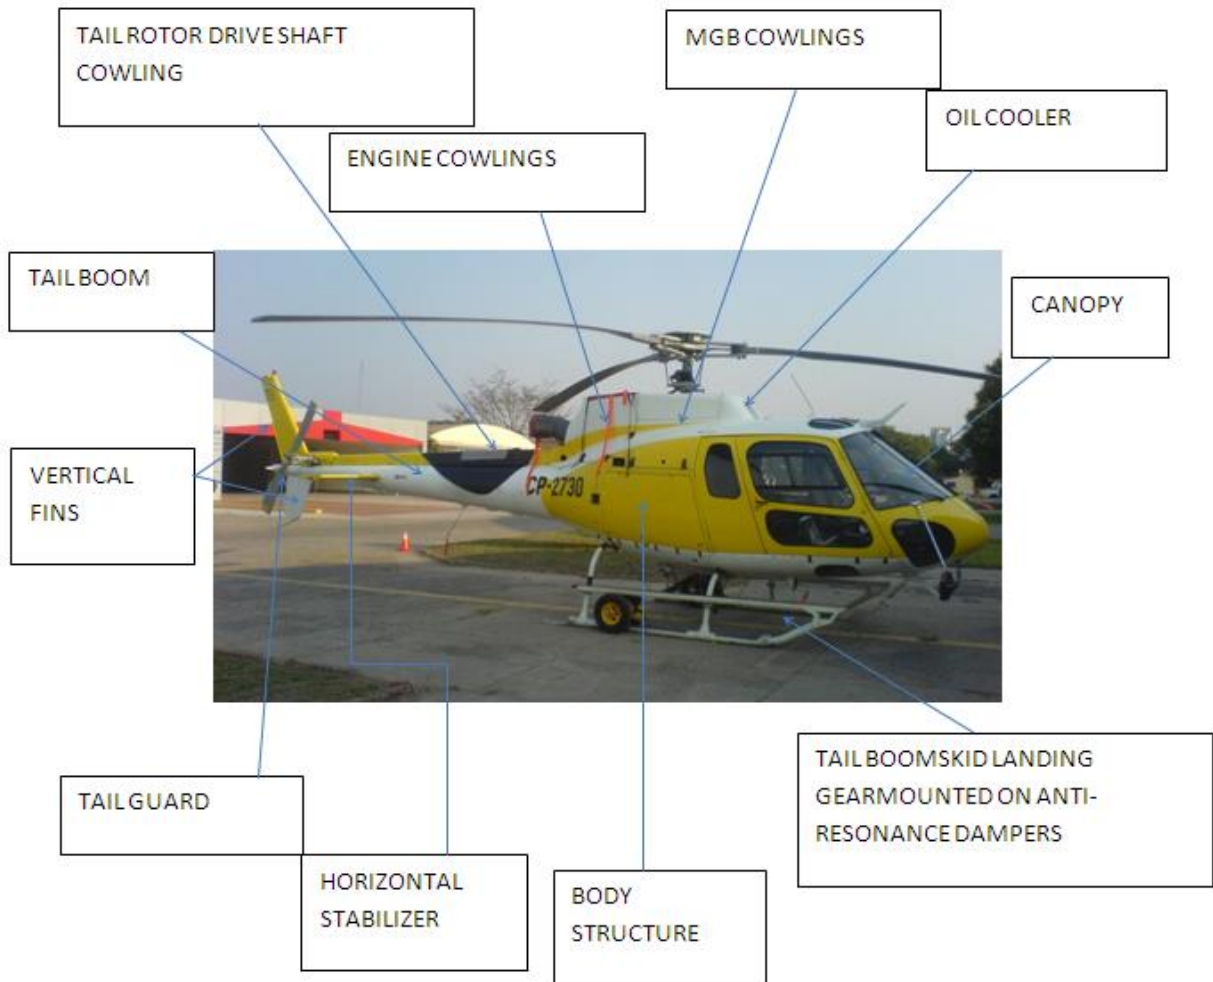 TAIL ROTOR DRIVE SHAFT
COWLING
MGB COWLINGS
OIL COOLER
ENGINE COWLINGS
TAIL BOOM
CANOPY
VERTICAL
FINS
CP-2730
TAIL GUARD
HORIZONTAL
STABILIZER
BODY
STRUCTURE
TAIL BOOMSKID LANDING
GEARMOUNTED ON ANTI-
RESONANCE DAMPERS